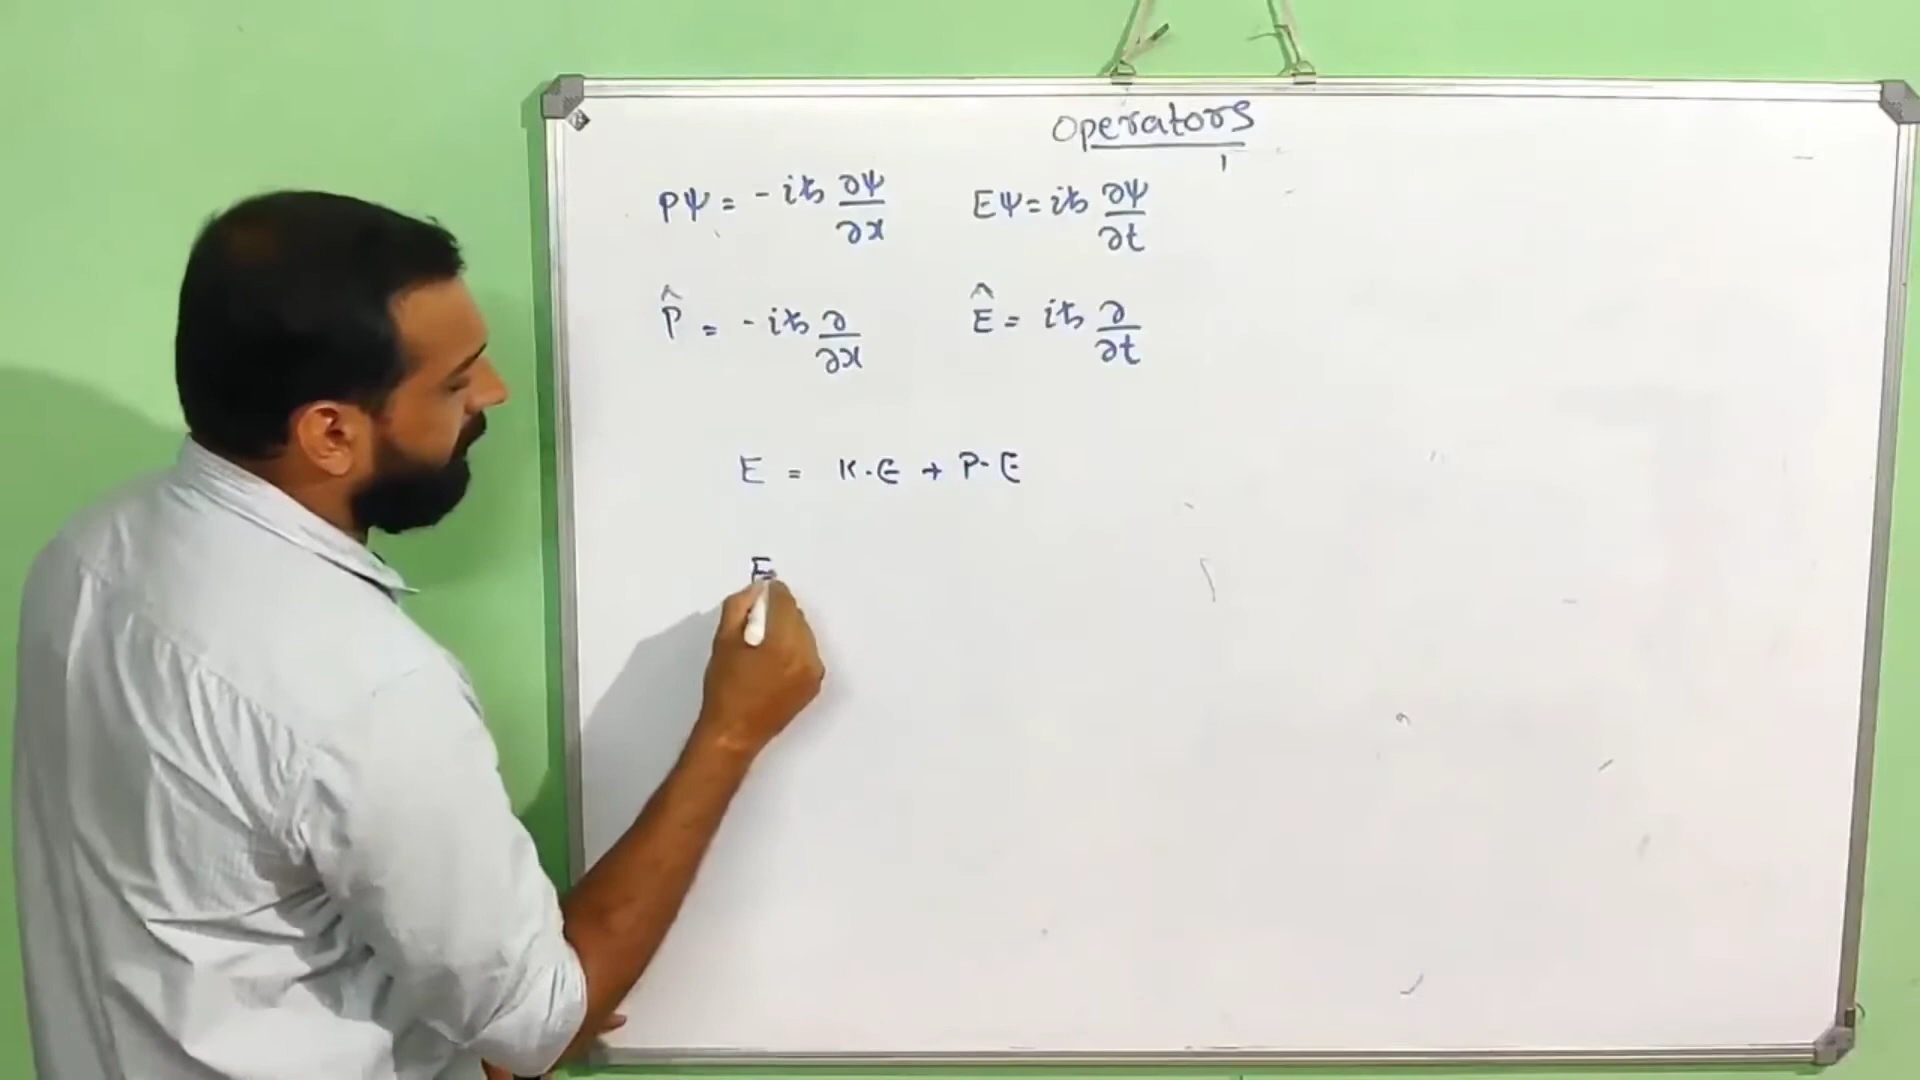 Operators
Pψ = -iħ ∂ψ/∂x   Eψ = iħ ∂ψ/∂t
P̂ = -iħ ∂/∂x   Ê = iħ ∂/∂t
E = K.E + P.E
E